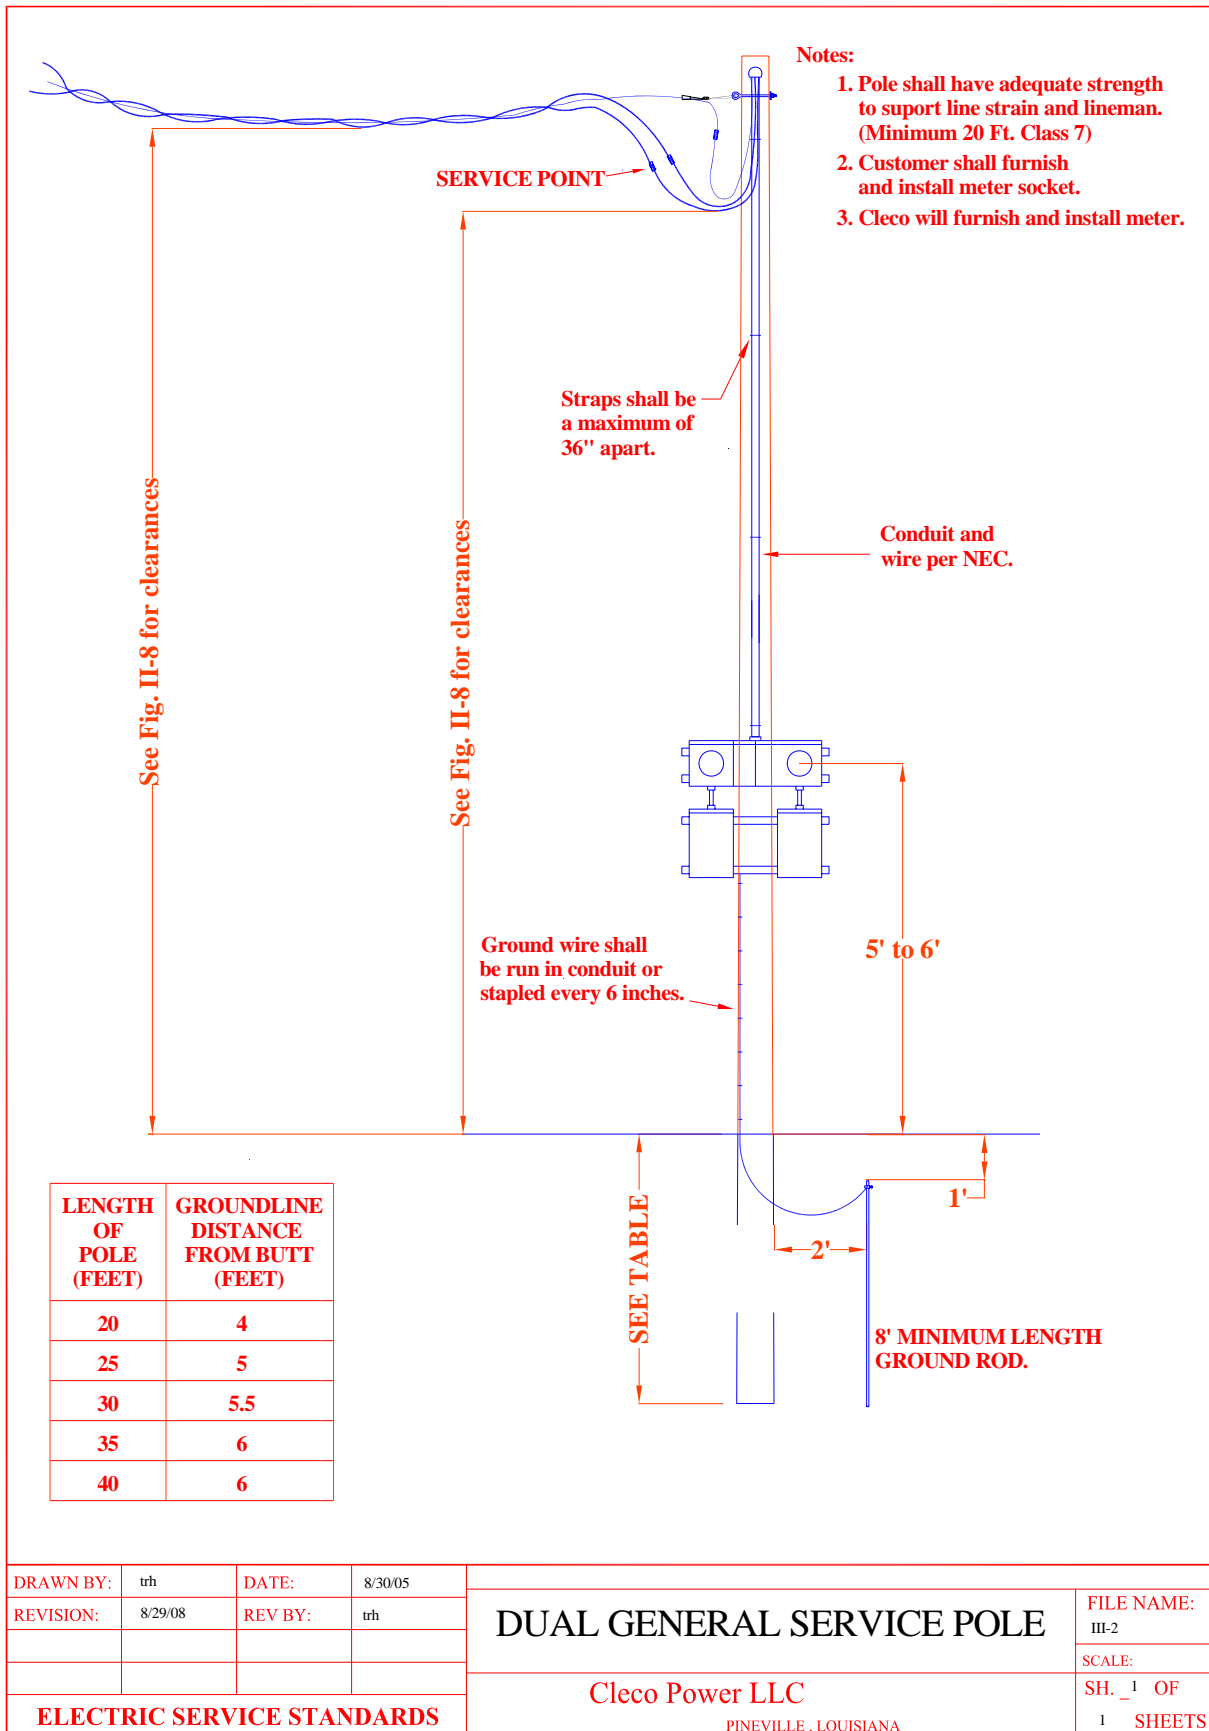 Notes:
1. Pole shall have adequate strength
to suport line strain and lineman.
(Minimum 20 Ft. Class 7)
2. Customer shall furnish
and install meter socket.
3. Cleco will furnish and install meter.
SERVICE POINT
Straps shall be
a maximum of
36" apart.
Conduit and
wire per NEC.
See Fig. II-8 for clearances
See Fig. II-8 for clearances
Ground wire shall
be run in conduit or
stapled every 6 inches.
5' to 6'
1'
2'
SEE TABLE
8' MINIMUM LENGTH
GROUND ROD.
LENGTH OF POLE (FEET) GROUNDLINE DISTANCE FROM BUTT (FEET)
20 4
25 5
30 5.5
35 6
40 6
DRAWN BY: trh DATE: 8/30/05
REVISION: 8/29/08 REV BY: trh
ELECTRIC SERVICE STANDARDS
DUAL GENERAL SERVICE POLE
Cleco Power LLC
PINEVILLE , LOUISIANA
FILE NAME:
III-2
SCALE:
SH. _1 OF
1 SHEETS